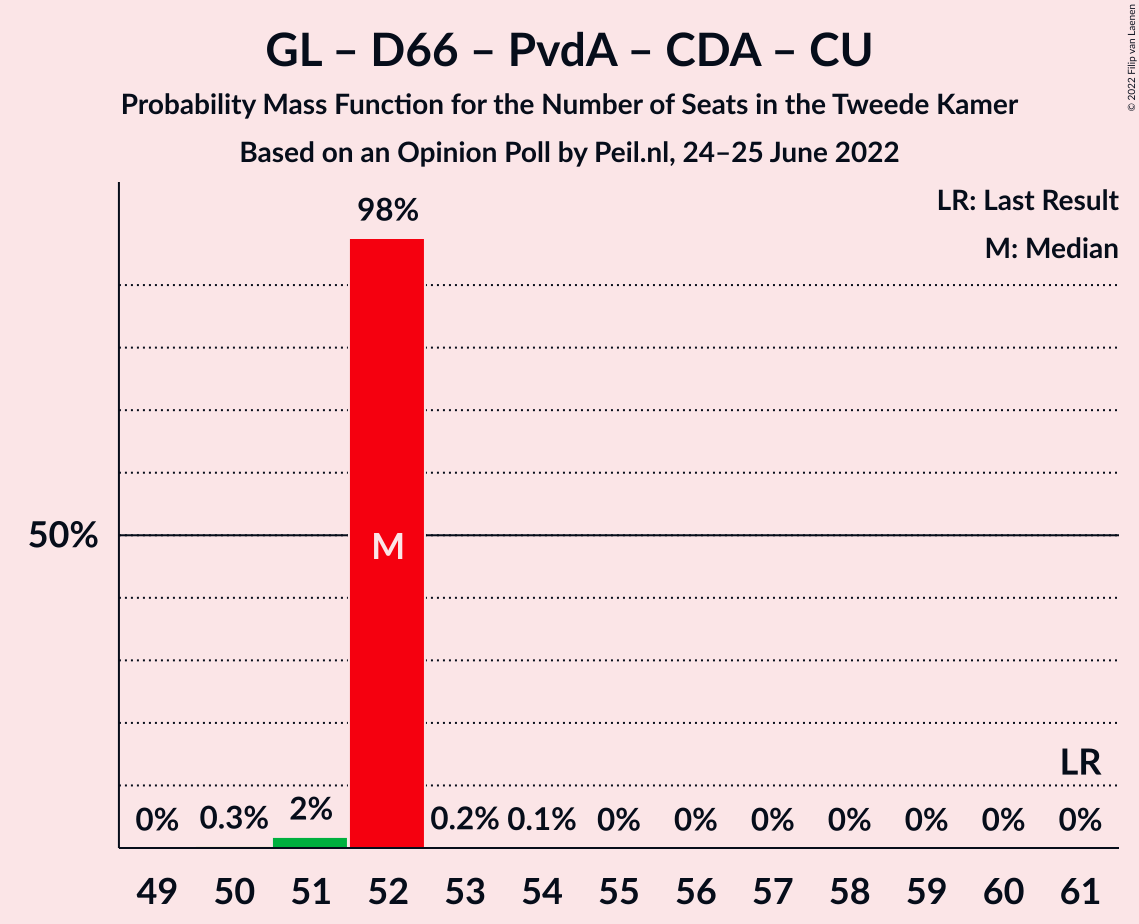 GL – D66 – PvdA – CDA – CU
Probability Mass Function for the Number of Seats in the Tweede Kamer
Based on an Opinion Poll by Peil.nl, 24–25 June 2022
© 2022 Filip van Laenen
LR: Last Result
M: Median
98%
50%
M
LR
0% 0.3% 2% 0.2% 0.1% 0% 0% 0% 0% 0% 0% 0%
49 50 51 52 53 54 55 56 57 58 59 60 61